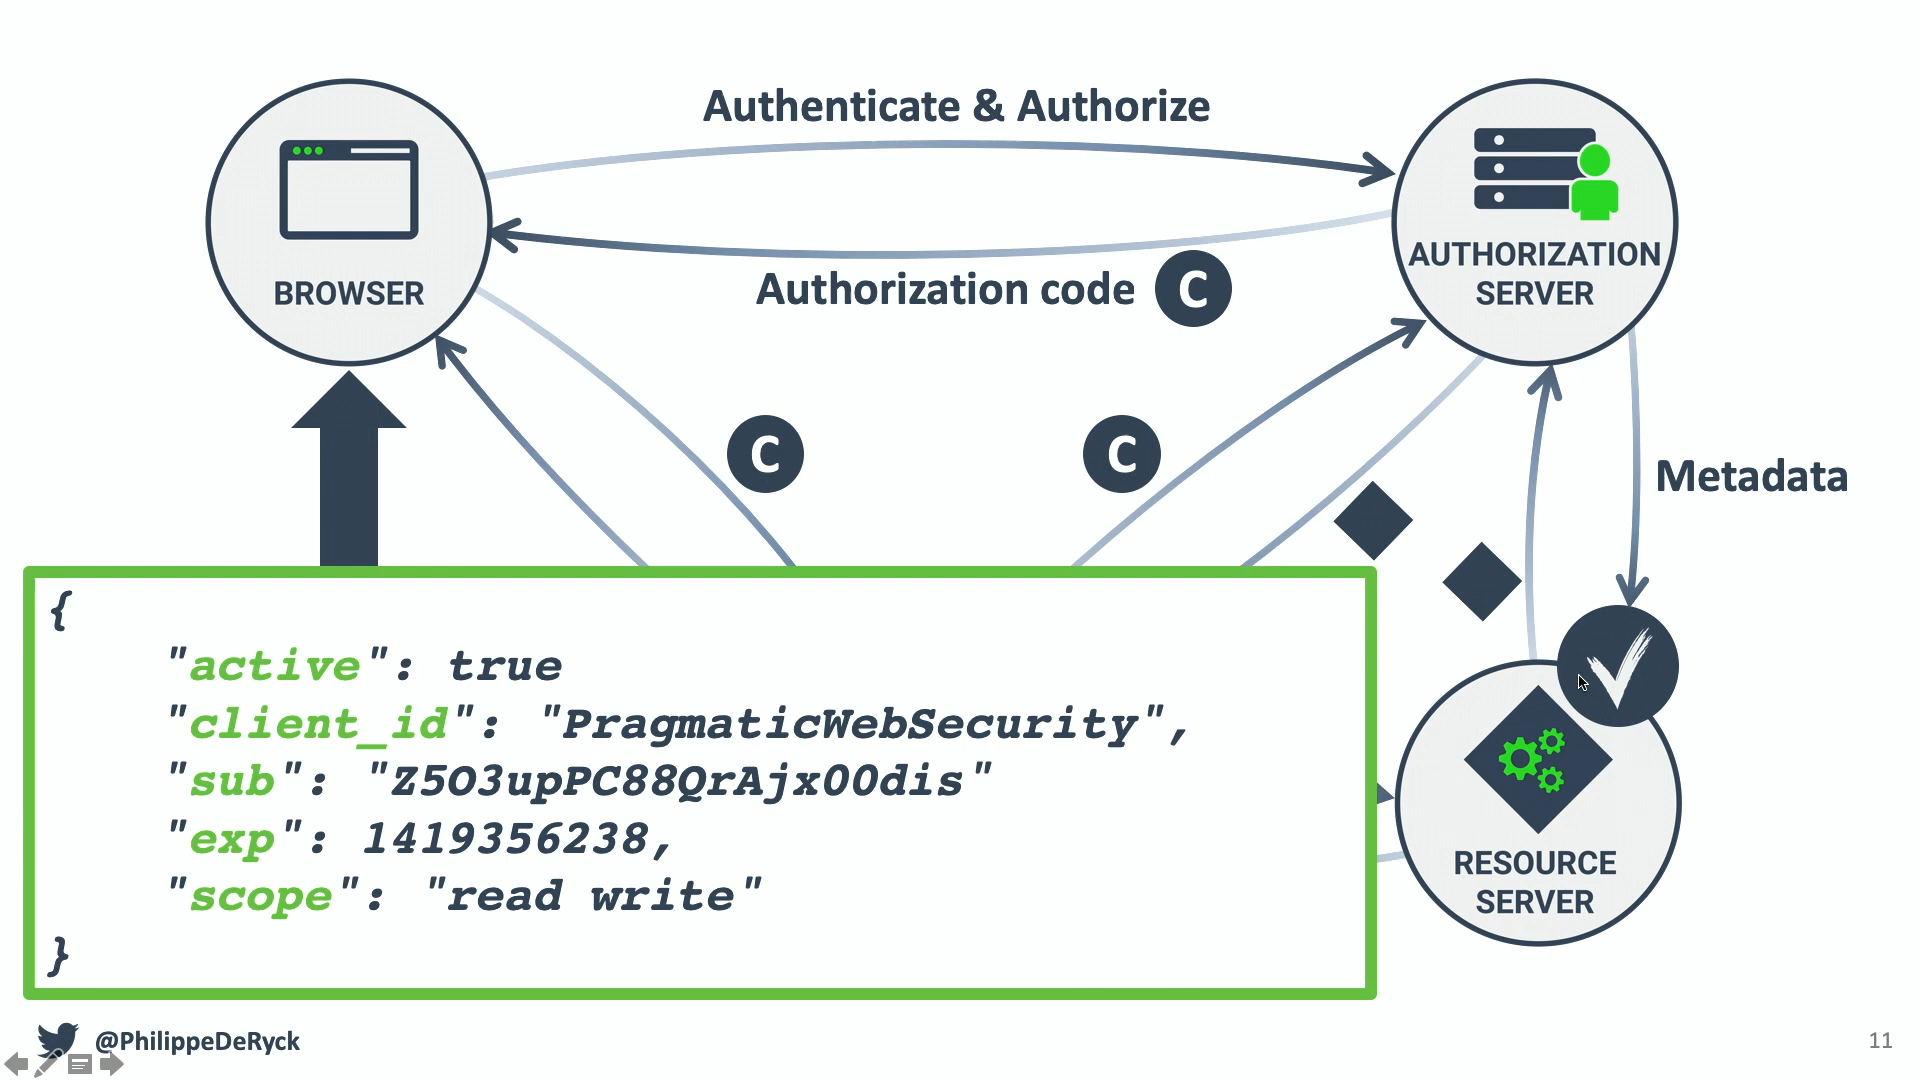 Authenticate & Authorize
BROWSER
AUTHORIZATION
SERVER
Authorization code
C
C
C
Metadata
{
"active": true
"client_id": "PragmaticWebSecurity",
"sub": "Z5O3upPC88QrAjx00dis"
"exp": 1419356238,
"scope": "read write"
}
RESOURCE
SERVER
@PhilippeDeRyck
11